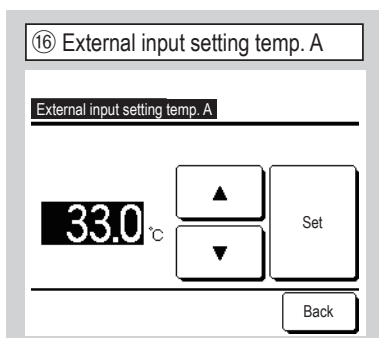 ⑯ External input setting temp. A
External input setting temp. A
▲
33.0 °C
Set
▼
Back